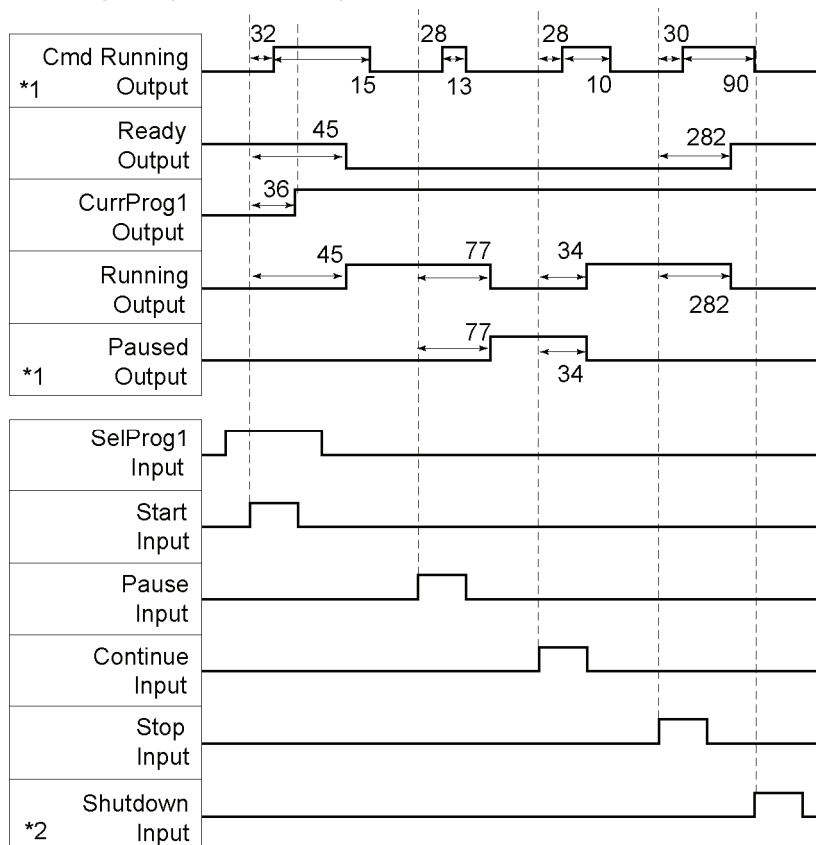 32 28 28 30
Cmd Running
*1 Output
15 13 10 90
Ready
Output
45 282
CurrProg1
Output
36
Running
Output
45 77 34 282
Paused
*1 Output
77 34
SelProg1
Input
Start
Input
Pause
Input
Continue
Input
Stop
Input
Shutdown
*2 Input